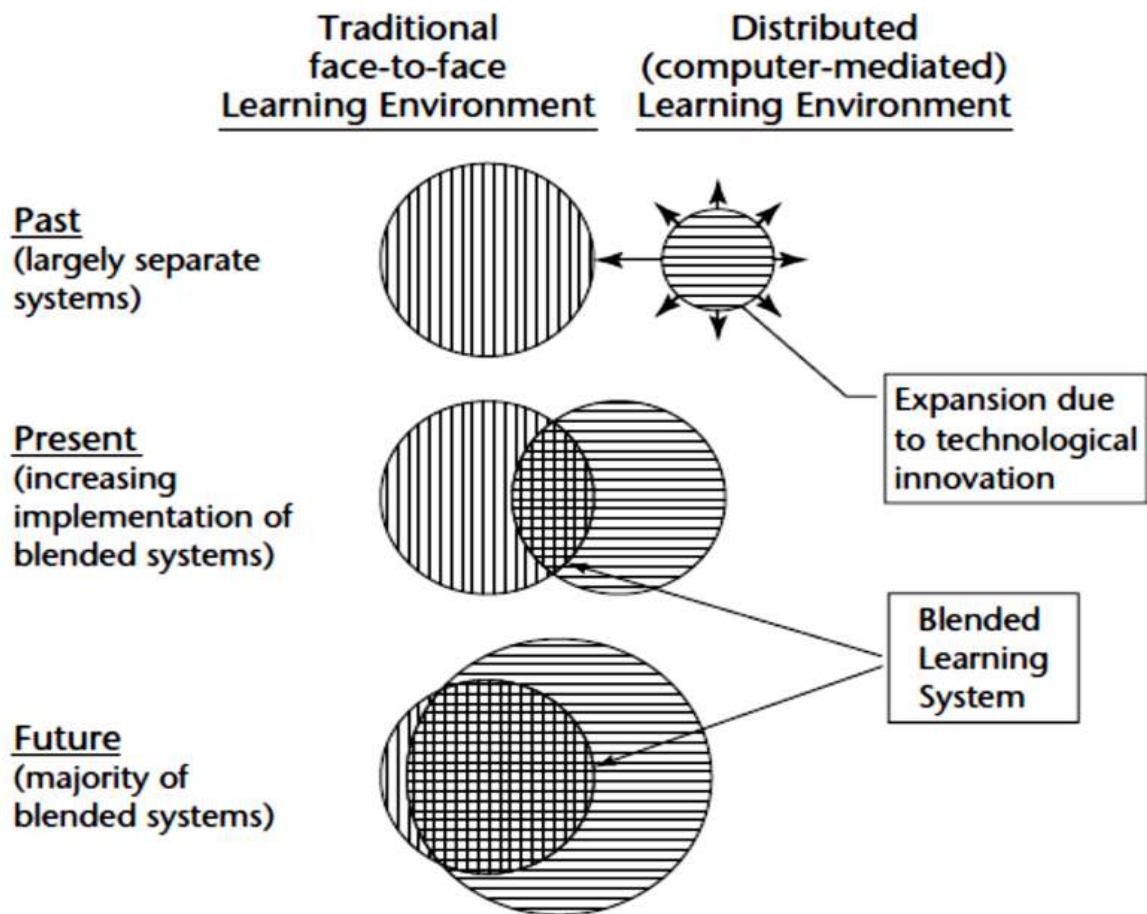 Traditional
face-to-face
Learning Environment
Distributed
(computer-mediated)
Learning Environment
Past
(largely separate
systems)
Expansion due
to technological
innovation
Present
(increasing
implementation of
blended systems)
Blended
Learning
System
Future
(majority of
blended systems)